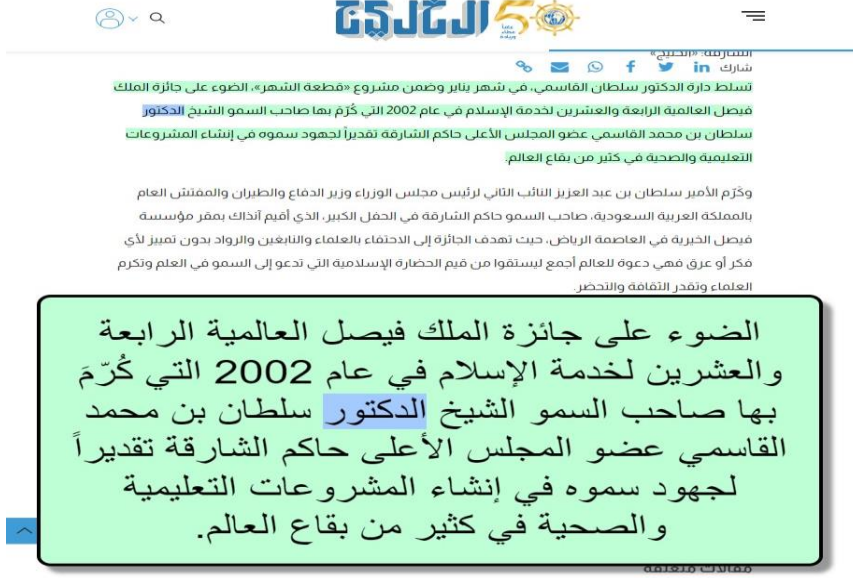 الخليج 50
الشارقة: «الخليج»
شارك
تسلط دارة الدكتور سلطان القاسمي، في شهر يناير وضمن مشروع «قطعة الشهر»، الضوء على جائزة الملك
فيصل العالمية الرابعة والعشرين لخدمة الإسلام في عام 2002 التي كُرّمَ بها صاحب السمو الشيخ الدكتور
سلطان بن محمد القاسمي عضو المجلس الأعلى حاكم الشارقة تقديراً لجهود سموه في إنشاء المشروعات
التعليمية والصحية في كثير من بقاع العالم.
وكَرّم الأمير سلطان بن عبد العزيز النائب الثاني لرئيس مجلس الوزراء وزير الدفاع والطيران والمفتش العام
بالمملكة العربية السعودية، صاحب السمو حاكم الشارقة في الحفل الكبير، الذي أقيم آنذاك بمقر مؤسسة
فيصل الخيرية في العاصمة الرياض، حيث تهدف الجائزة إلى الاحتفاء بالعلماء والنابغين والرواد بدون تمييز لأي
فكر أو عرق فهي دعوة للعالم أجمع ليستقوا من قيم الحضارة الإسلامية التي تدعو إلى السمو في العلم وتكرم
العلماء وتقدر الثقافة والتحضر.
الضوء على جائزة الملك فيصل العالمية الرابعة
والعشرين لخدمة الإسلام في عام 2002 التي كُرّمَ
بها صاحب السمو الشيخ الدكتور سلطان بن محمد
القاسمي عضو المجلس الأعلى حاكم الشارقة تقديراً
لجهود سموه في إنشاء المشروعات التعليمية
والصحية في كثير من بقاع العالم.
مقالات متعلقة